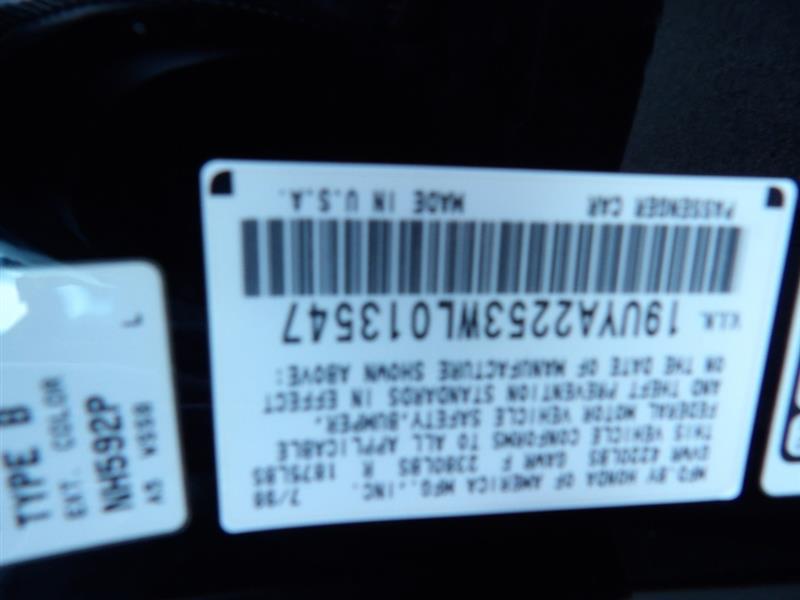 MFD.BY HONDA OF AMERICA MFG.,INC. 7/98
GVWR 4220LBS GAWR F 2380LBS R 1875LBS
THIS VEHICLE CONFORMS TO ALL APPLICABLE
FEDERAL MOTOR VEHICLE SAFETY,BUMPER,
AND THEFT PREVENTION STANDARDS IN EFFECT
ON THE DATE OF MANUFACTURE SHOWN ABOVE:
V.I.N. 19UYA2253WL013547
PASSENGER CAR MADE IN U.S.A.
TYPE B
EXT. COLOR
NH592P
A5 V5SB
L